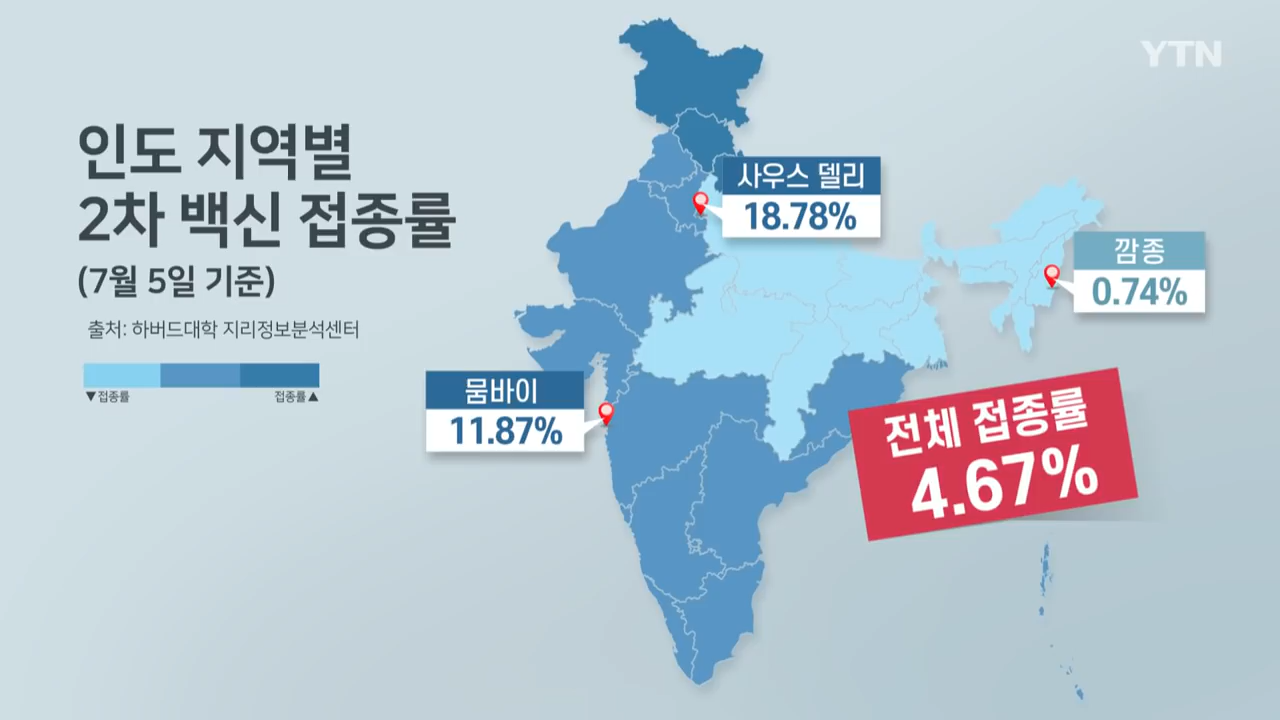 YTN
인도 지역별
2차 백신 접종률
(7월 5일 기준)
출처: 하버드대학 지리정보분석센터
▼접종률
접종률▲
사우스 델리
18.78%
깜종
0.74%
뭄바이
11.87%
전체 접종률
4.67%